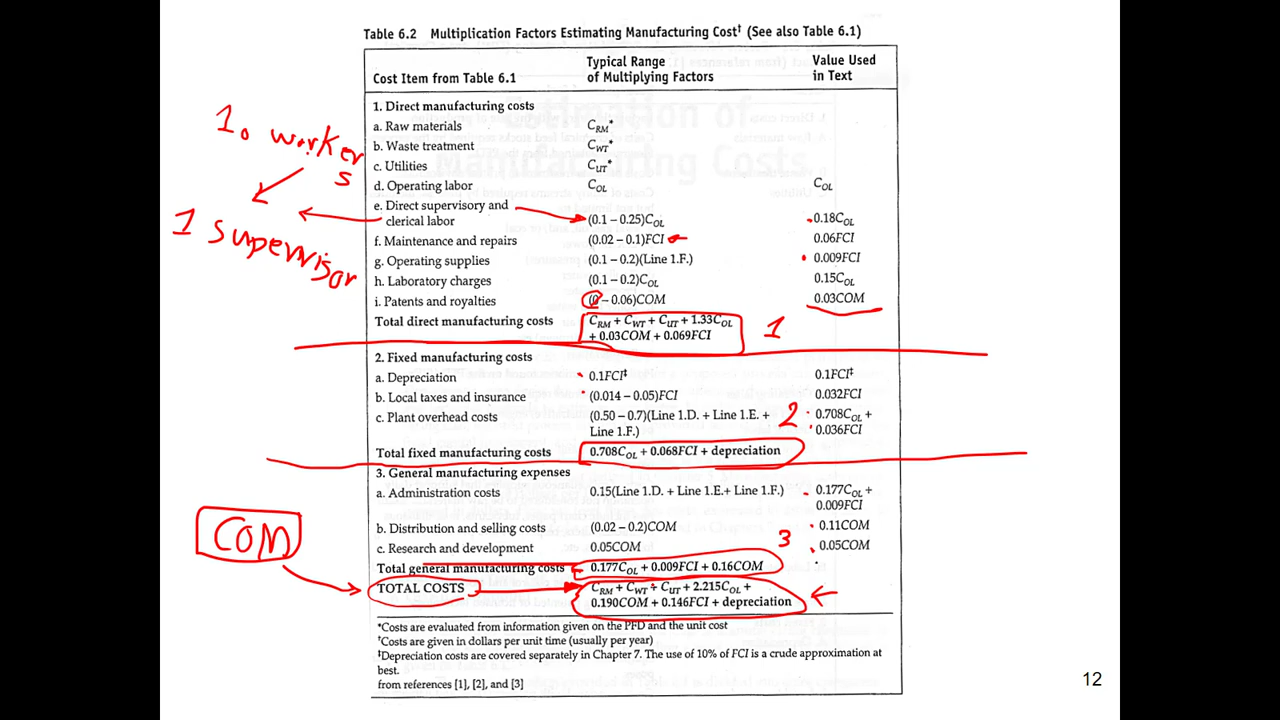 Table 6.2 Multiplication Factors Estimating Manufacturing Cost† (See also Table 6.1)
Cost Item from Table 6.1 Typical Range of Multiplying Factors Value Used in Text
1. Direct manufacturing costs
a. Raw materials C_RM*
b. Waste treatment C_WT*
c. Utilities C_UT*
d. Operating labor C_OL C_OL
e. Direct supervisory and
clerical labor (0.1 – 0.25)C_OL 0.18C_OL
f. Maintenance and repairs (0.02 – 0.1)FCI 0.06FCI
g. Operating supplies (0.1 – 0.2)(Line 1.F.) 0.009FCI
h. Laboratory charges (0.1 – 0.2)C_OL 0.15C_OL
i. Patents and royalties (0 – 0.06)COM 0.03COM
Total direct manufacturing costs C_RM + C_WT + C_UT + 1.33C_OL
+ 0.03COM + 0.069FCI
1
2. Fixed manufacturing costs
a. Depreciation 0.1FCI‡ 0.1FCI‡
b. Local taxes and insurance (0.014 – 0.05)FCI 0.032FCI
c. Plant overhead costs (0.50 – 0.7)(Line 1.D. + Line 1.E. + 0.708C_OL +
Line 1.F.) 0.036FCI
2
Total fixed manufacturing costs 0.708C_OL + 0.068FCI + depreciation
3. General manufacturing expenses
a. Administration costs 0.15(Line 1.D. + Line 1.E.+ Line 1.F.) 0.177C_OL +
0.009FCI
b. Distribution and selling costs (0.02 – 0.2)COM 0.11COM
c. Research and development 0.05COM 0.05COM
3
Total general manufacturing costs 0.177C_OL + 0.009FCI + 0.16COM
TOTAL COSTS C_RM + C_WT + C_UT + 2.215C_OL +
0.190COM + 0.146FCI + depreciation
*Costs are evaluated from information given on the PFD and the unit cost
†Costs are given in dollars per unit time (usually per year)
‡Depreciation costs are covered separately in Chapter 7. The use of 10% of FCI is a crude approximation at
best.
from references [1], [2], and [3]
10 workers
1 supervisor
COM
12